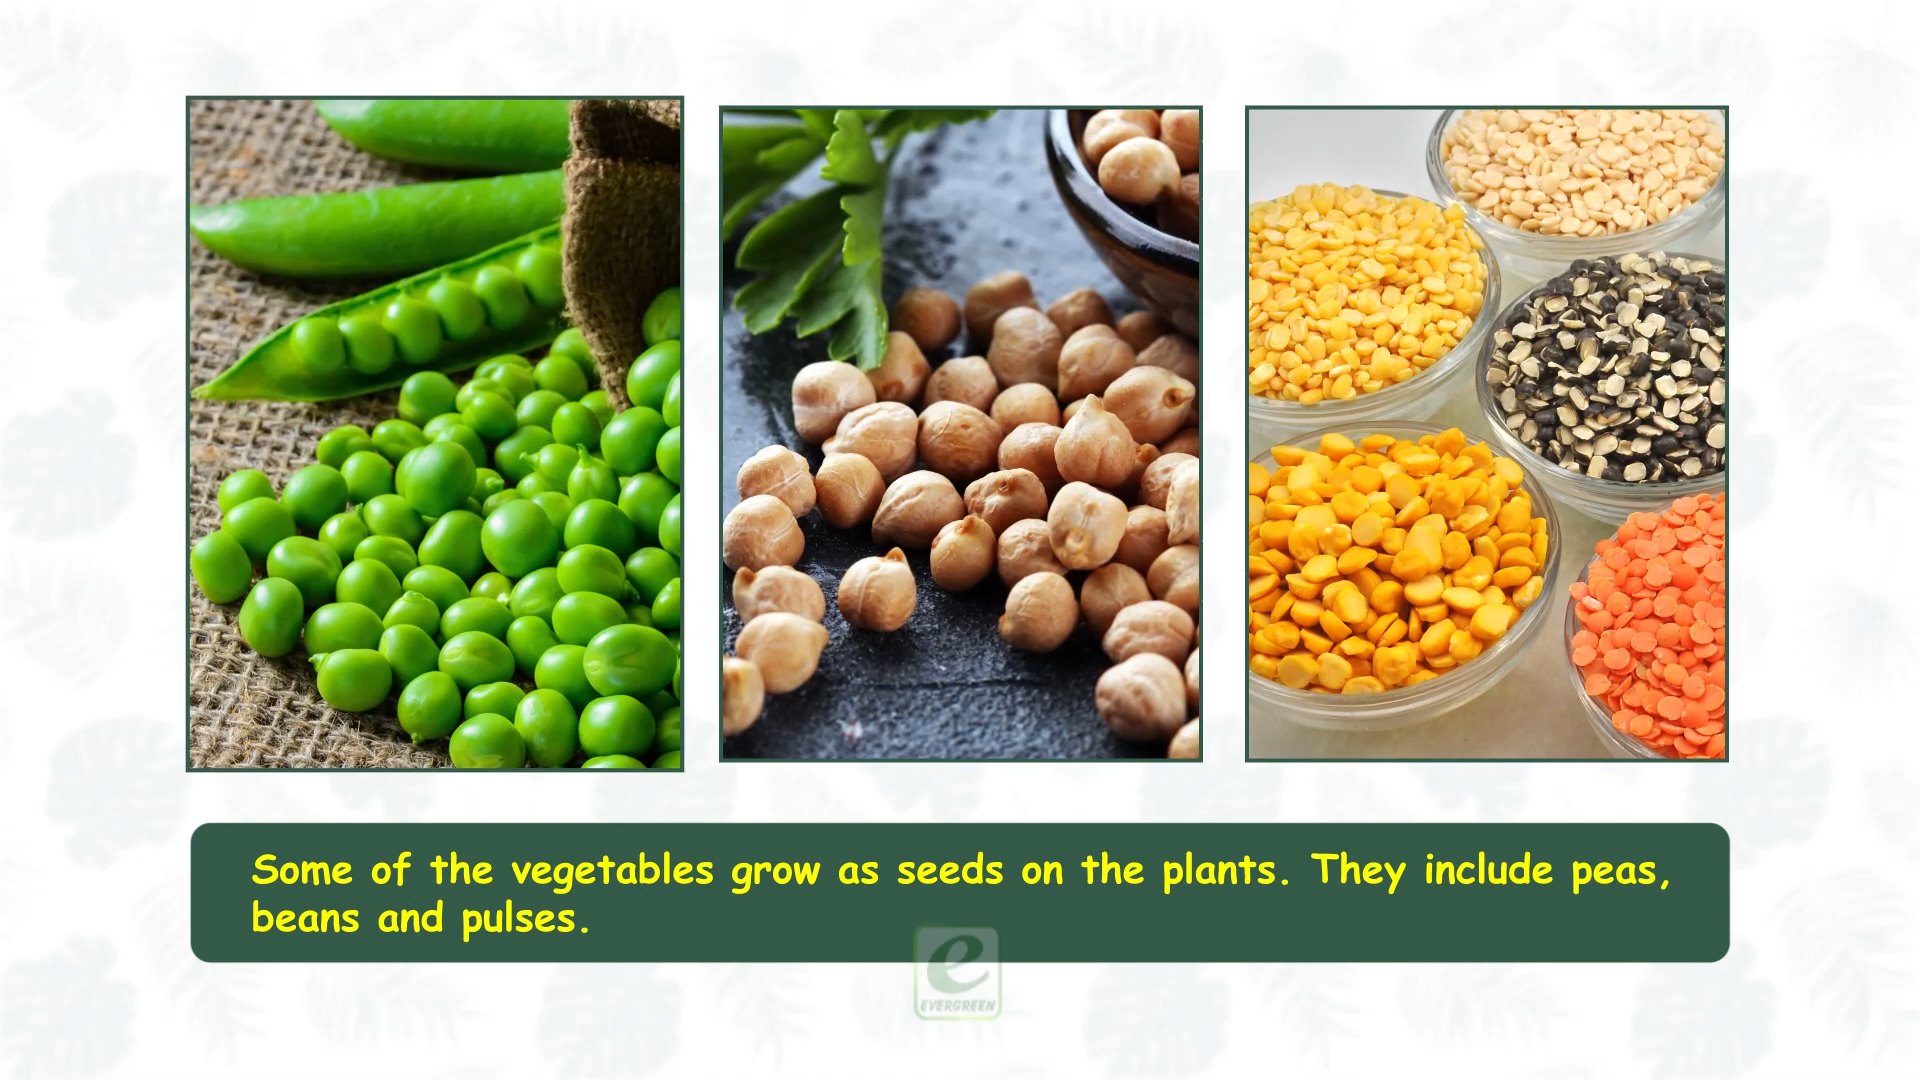 Some of the vegetables grow as seeds on the plants. They include peas,
beans and pulses.
e
EVERGREEN